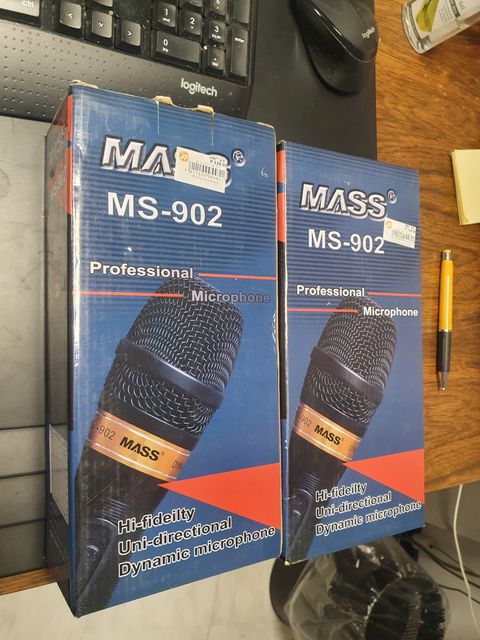 logitech
logitech
MASS
MS-902
Professional
Microphone
-902 MASS
Hi-fideilty
Uni-directional
Dynamic microphone
MASS
MS-902
Professional
Microphone
-902 MASS
Hi-fideilty
Uni-directional
Dynamic microphone